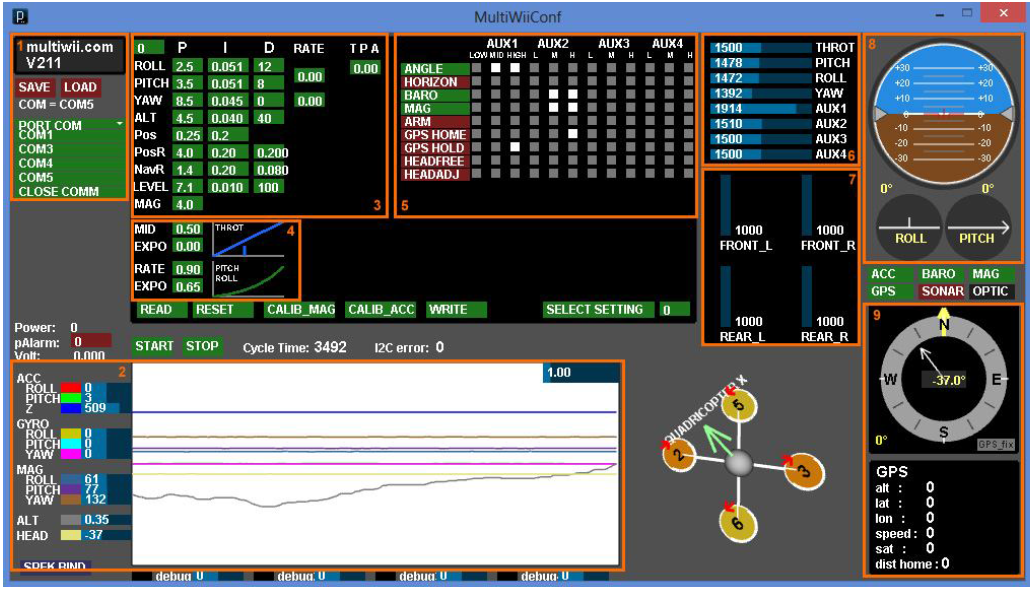 MultiWiiConf
1 multiwii.com
V211
SAVE LOAD
COM = COM5
PORT COM
COM1
COM3
COM4
COM5
CLOSE COMM
0 P I D RATE T P A
ROLL 2.5 0.051 12 0.00
PITCH 3.5 0.051 8 0.00
YAW 8.5 0.045 0 0.00
ALT 4.5 0.040 40
Pos 0.25 0.2
PosR 4.0 0.20 0.200
NavR 1.4 0.20 0.080
LEVEL 7.1 0.010 100
MAG 4.0 3
MID 0.50 THROT 4
EXPO 0.00
RATE 0.90 PITCH
ROLL
EXPO 0.65
AUX1 AUX2 AUX3 AUX4
LOW MID HIGH L M H L M H L M H
ANGLE
HORIZON
BARO
MAG
ARM
GPS HOME
GPS HOLD
HEADFREE
HEADADJ
5
READ RESET CALIB_MAG CALIB_ACC WRITE SELECT SETTING 0
1500 THROT
1478 PITCH
1472 ROLL
1392 YAW
1914 AUX1
1510 AUX2
1500 AUX3
1500 AUX4 6
7
1000 1000
FRONT_L FRONT_R
1000 1000
REAR_L REAR_R
8
+30 +30
+20 +20
+10 +10
-10 -10
-20 -20
-30 -30
0° 0°
ROLL PITCH
ACC BARO MAG
GPS SONAR OPTIC
9
N
W -37.0° E
S
0° GPS_fix
GPS
alt : 0
lat : 0
lon : 0
speed : 0
sat : 0
dist home : 0
Power: 0
pAlarm: 0
Volt: 0.000
START STOP Cycle Time: 3492 I2C error: 0
2
1.00
ACC
ROLL 0
PITCH 3
Z 509
GYRO
ROLL 0
PITCH 0
YAW 0
MAG
ROLL 61
PITCH 77
YAW 132
ALT 0.35
HEAD -37
SPEK BIND
debug: 0 debug: 0 debug: 0 debug: 0
QUADRICOPTER X
5
2
3
6